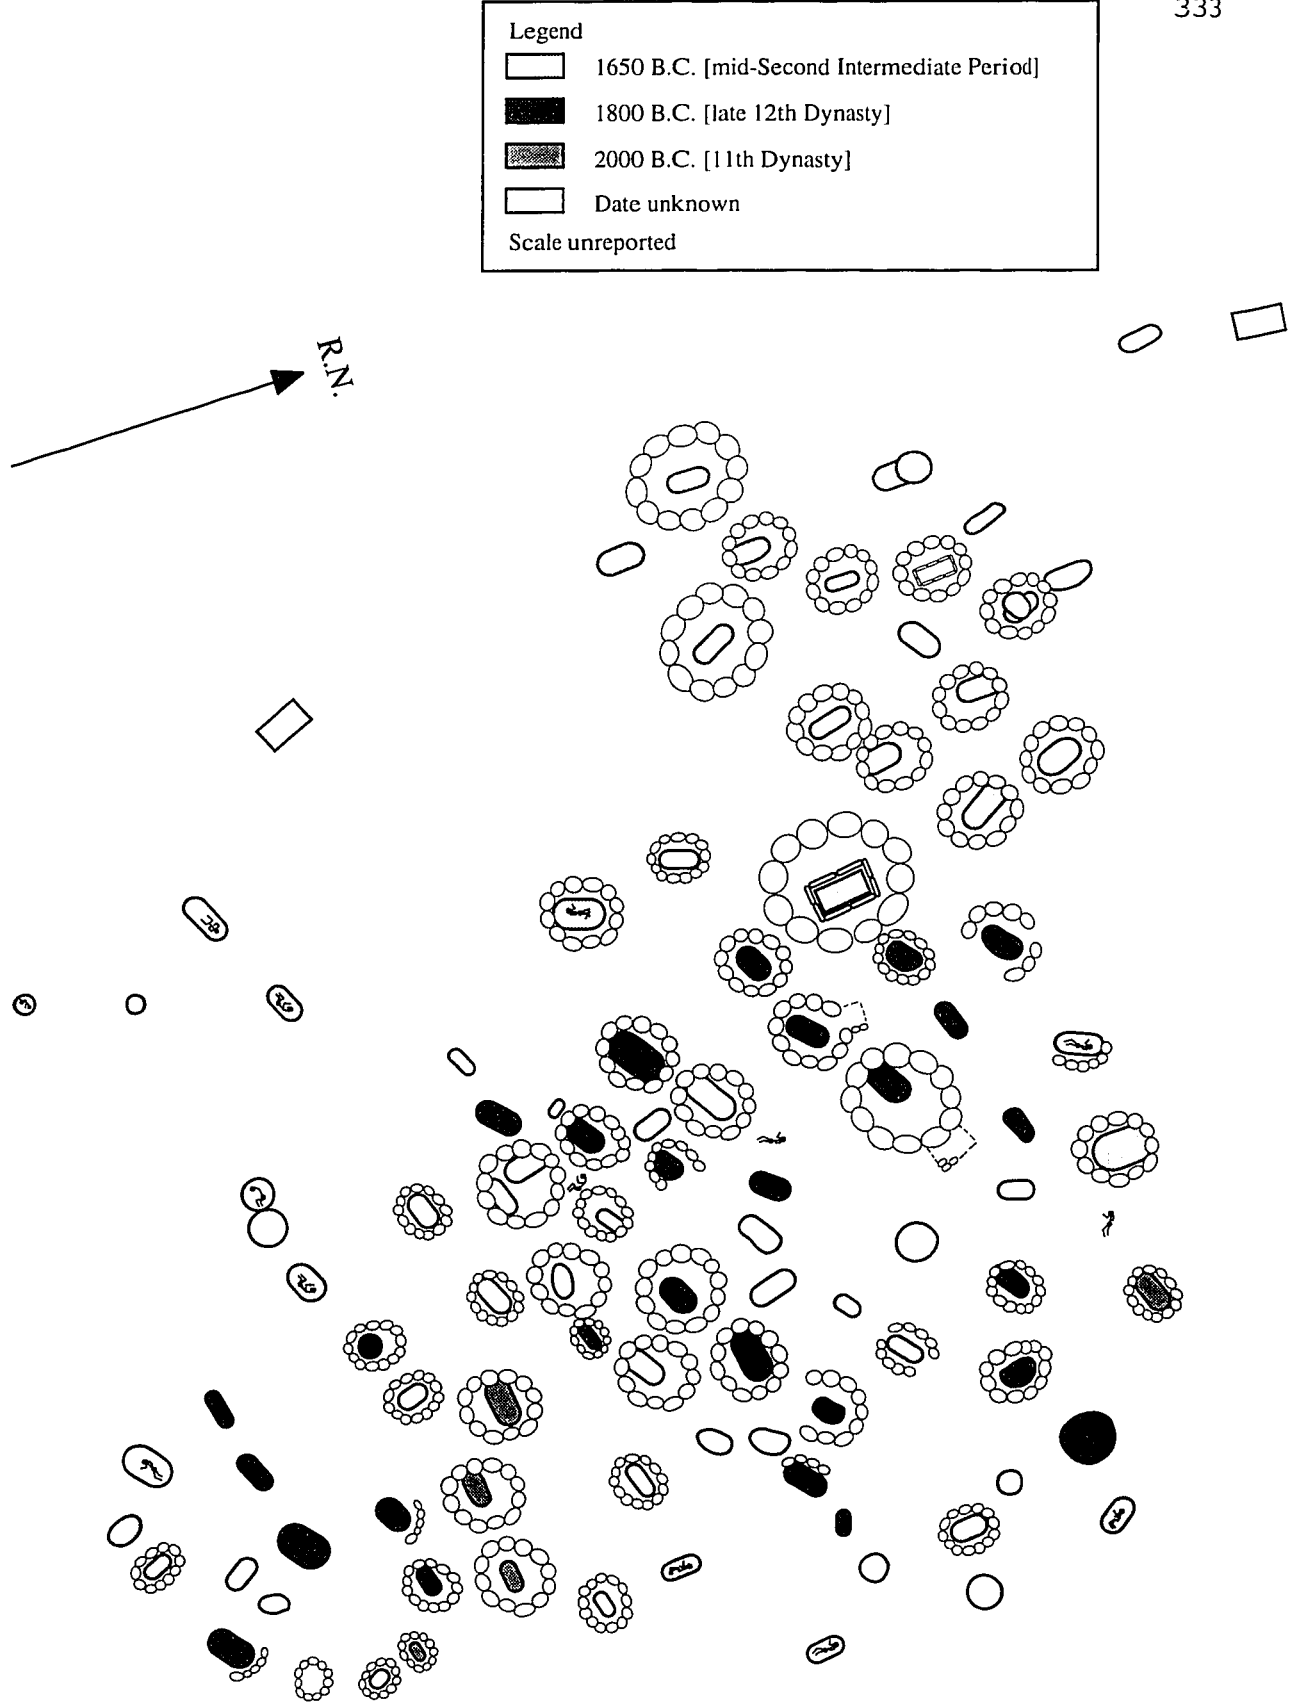 333
Legend
1650 B.C. [mid-Second Intermediate Period]
1800 B.C. [late 12th Dynasty]
2000 B.C. [11th Dynasty]
Date unknown
Scale unreported
R.N.